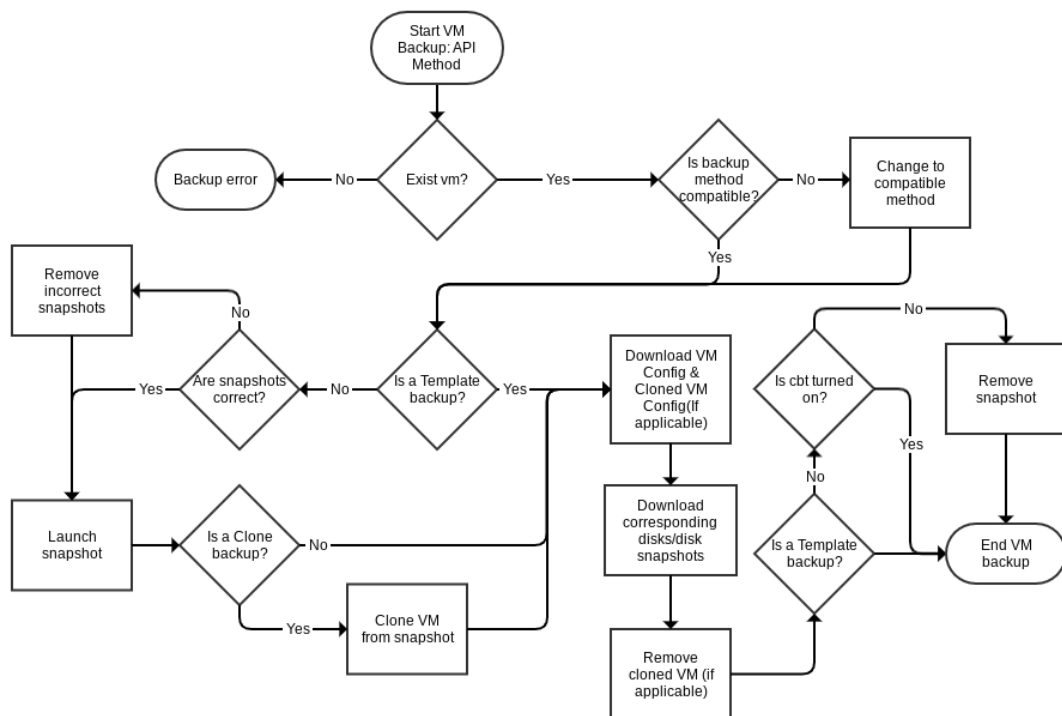 Start VM
Backup: API
Method
Backup error
No
Exist vm?
Yes
Is backup
method
compatible?
No
Change to
compatible
method
Yes
Remove
incorrect
snapshots
No
Yes
Are snapshots
correct?
No
Is a Template
backup?
Yes
Download VM
Config &
Cloned VM
Config(If
applicable)
No
Is cbt turned
on?
Remove
snapshot
Yes
Launch
snapshot
Is a Clone
backup?
No
Download
corresponding
disks/disk
snapshots
No
Is a Template
backup?
End VM
backup
Yes
Clone VM
from snapshot
Remove
cloned VM (if
applicable)